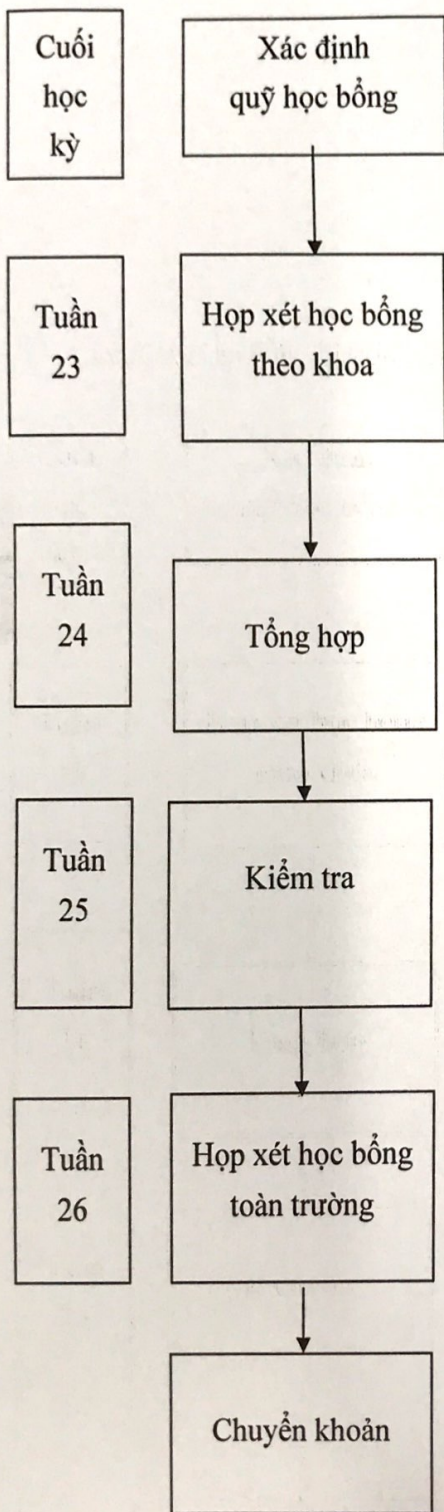 Cuối
học
kỳ
Xác định
quỹ học bổng
Tuần
23
Họp xét học bổng
theo khoa
Tuần
24
Tổng hợp
Tuần
25
Kiểm tra
Tuần
26
Họp xét học bổng
toàn trường
Chuyển khoản